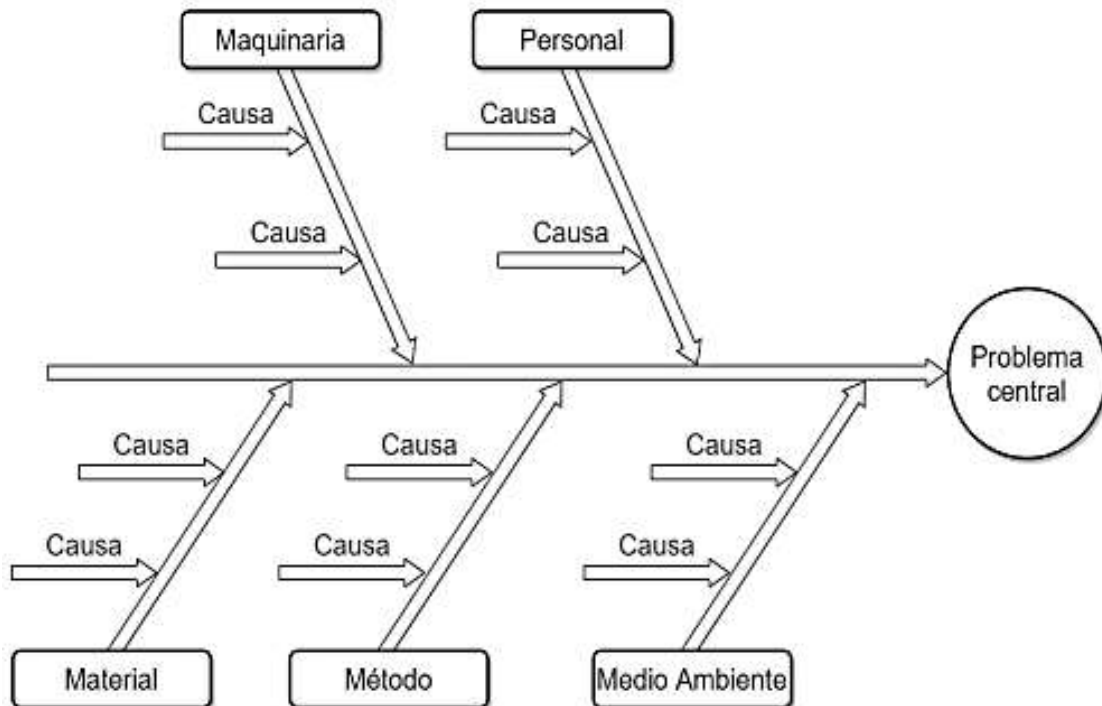 Maquinaria
Personal
Causa
Causa
Causa
Causa
Problema
central
Causa
Causa
Causa
Causa
Causa
Causa
Material
Método
Medio Ambiente